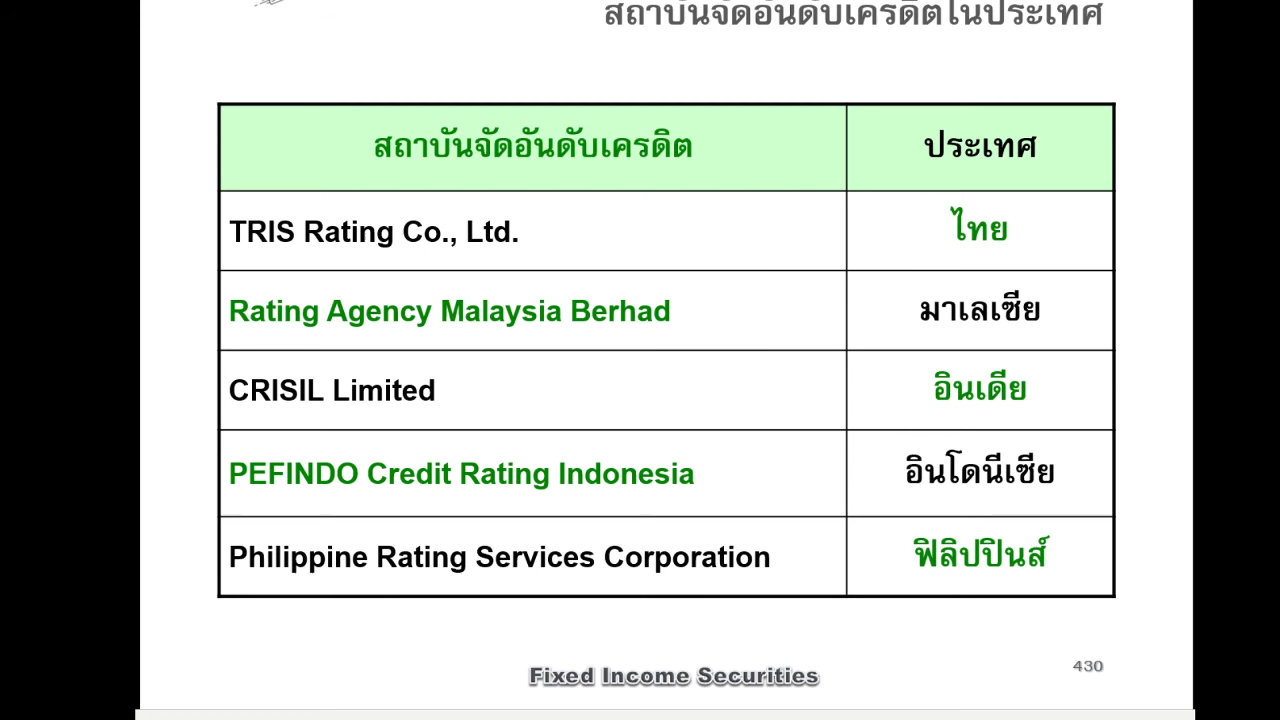 สถาบันจัดอันดับเครดิตในประเทศ
สถาบันจัดอันดับเครดิต ประเทศ
TRIS Rating Co., Ltd. ไทย
Rating Agency Malaysia Berhad มาเลเซีย
CRISIL Limited อินเดีย
PEFINDO Credit Rating Indonesia อินโดนีเซีย
Philippine Rating Services Corporation ฟิลิปปินส์
Fixed Income Securities
430